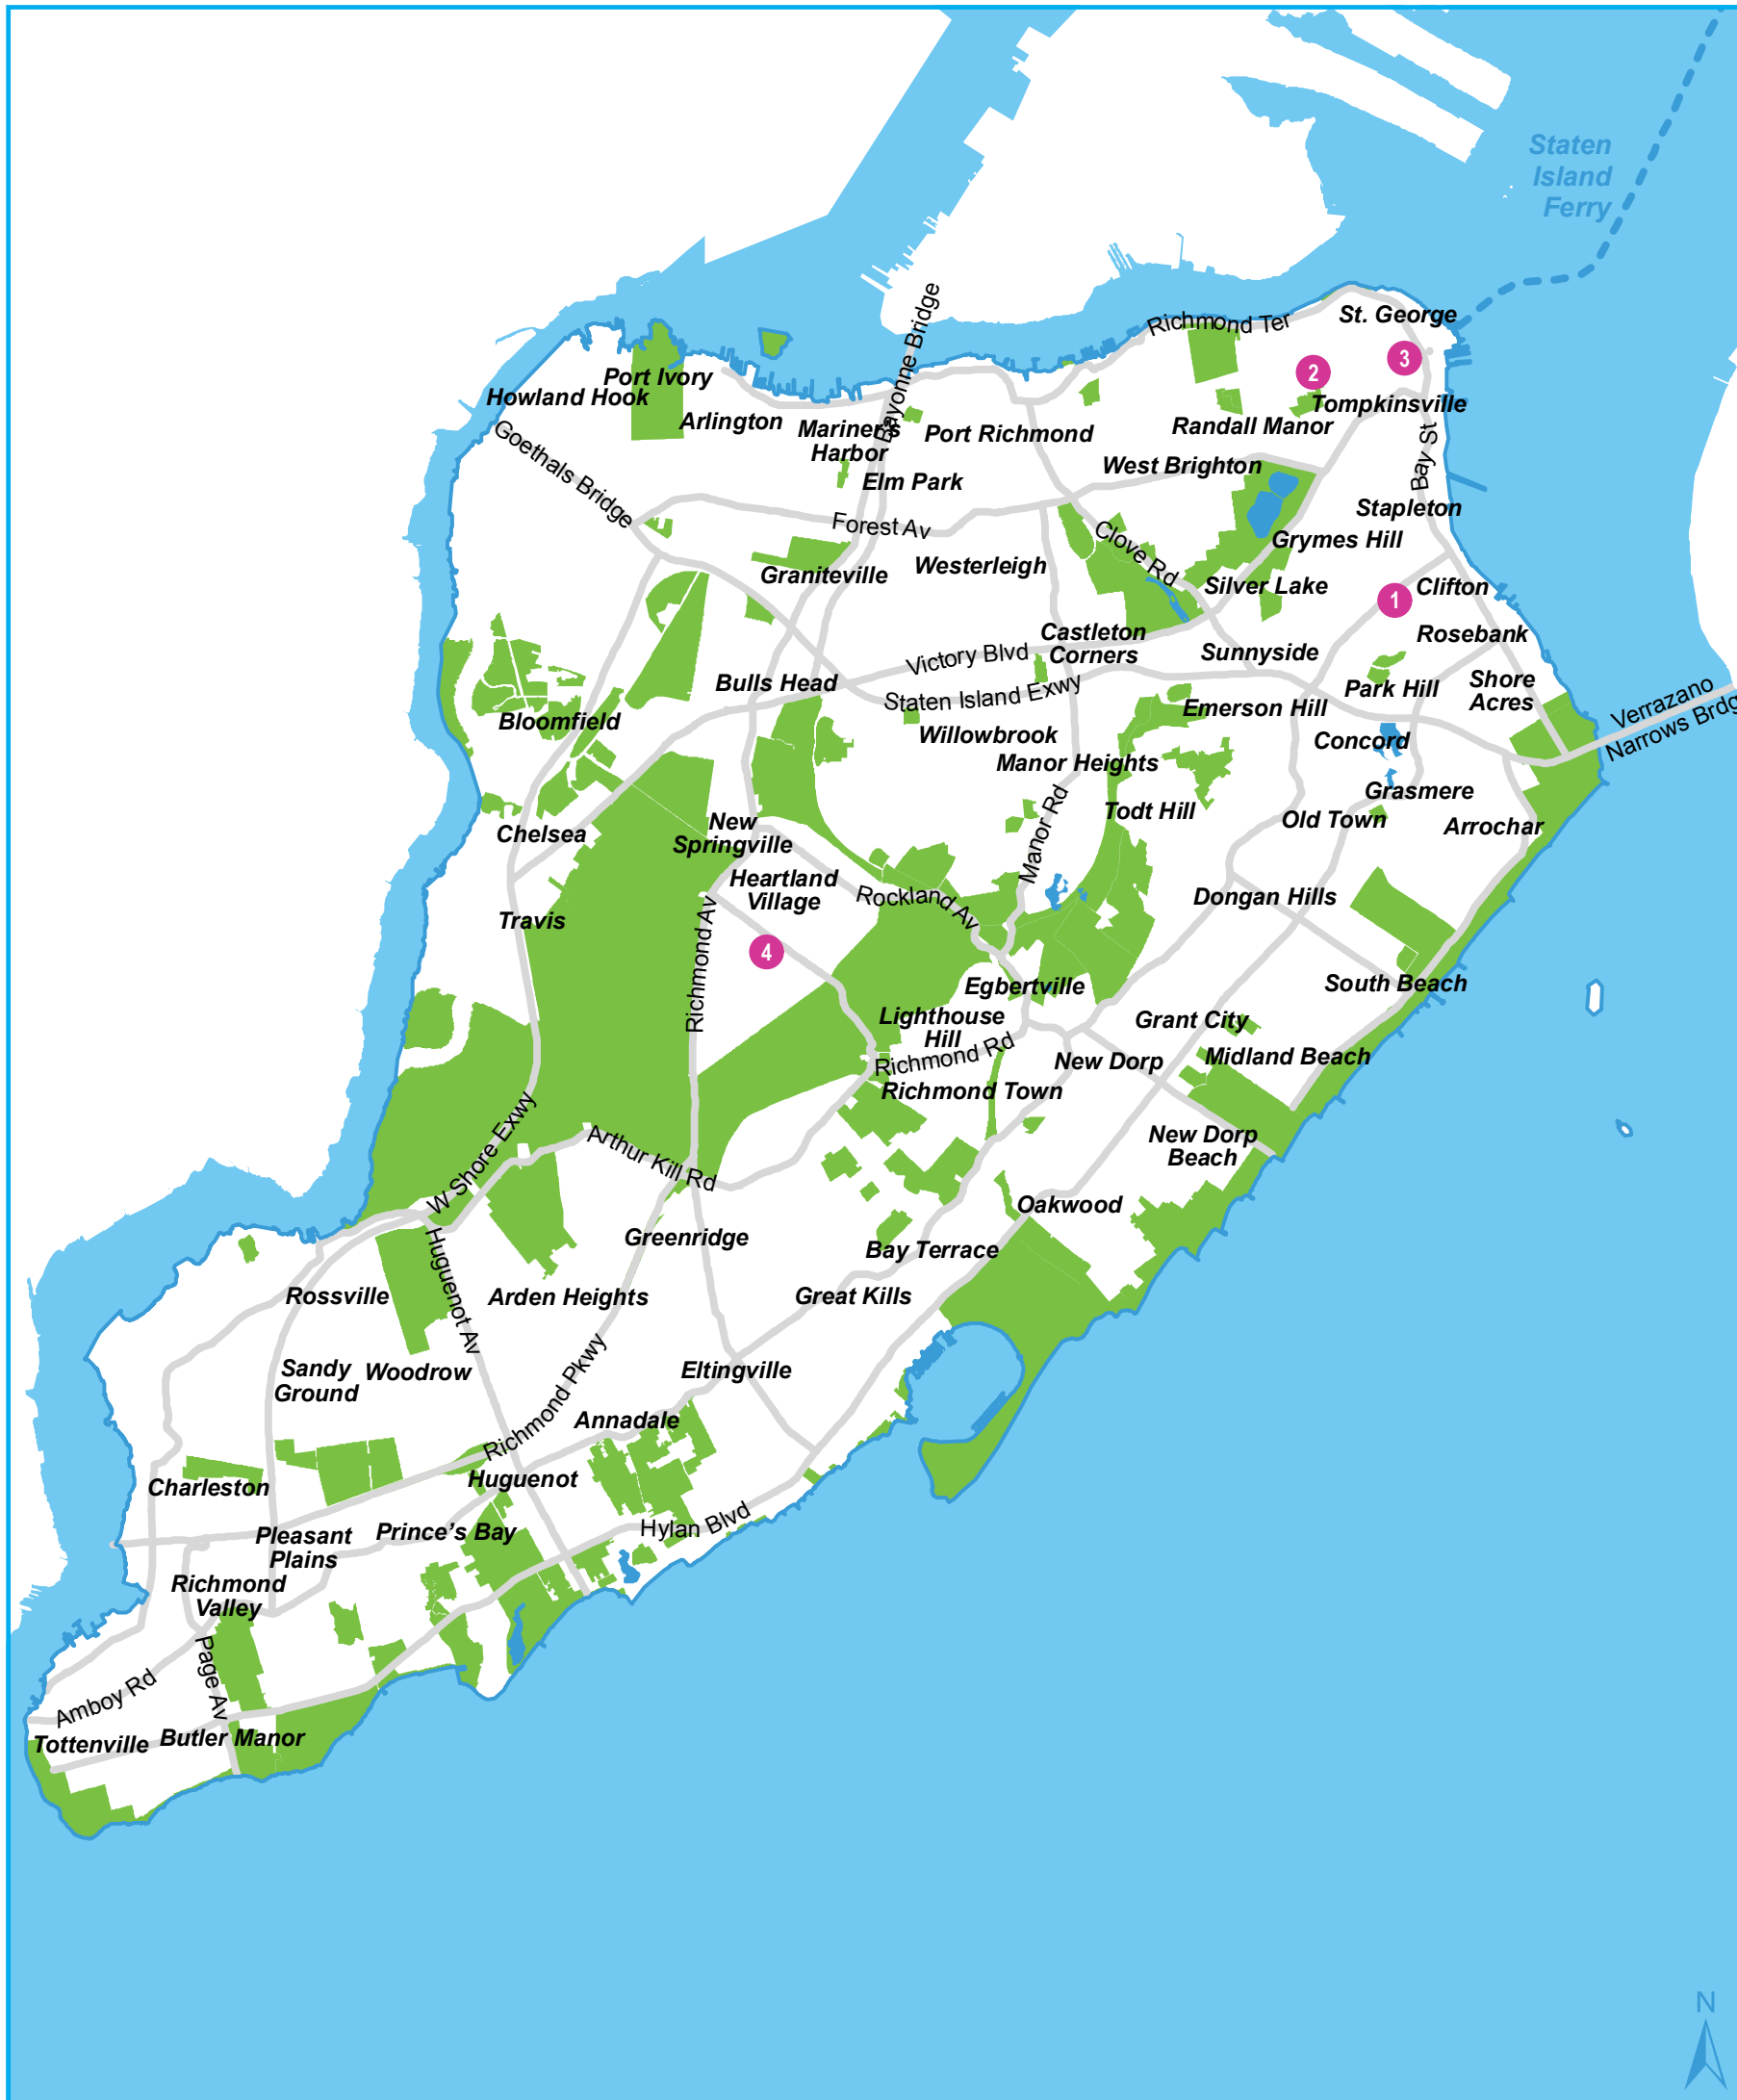 Staten
Island
Ferry
St. George
Richmond Ter
3
2
Bayonne Bridge
Port Ivory
Howland Hook
Arlington
Mariners
Harbor
Port Richmond
Tompkinsville
Randall Manor
Goethals Bridge
West Brighton
Bay St
Elm Park
Stapleton
Forest Av
Clove Rd
Grymes Hill
Westerleigh
Graniteville
Silver Lake
Clifton
1
Castleton
Corners
Rosebank
Victory Blvd
Sunnyside
Bulls Head
Staten Island Exwy
Park Hill
Shore
Acres
Emerson Hill
Verrazano
Narrows Brdg
Bloomfield
Willowbrook
Concord
Manor Heights
Grasmere
Todt Hill
Old Town
Arrochar
Chelsea
New
Springville
Manor Rd
Heartland
Village
Rockland Av
Dongan Hills
Travis
Richmond Av
4
Egbertville
South Beach
Lighthouse
Hill
Grant City
Richmond Rd
New Dorp
Midland Beach
Richmond Town
W Shore Exwy
Arthur Kill Rd
New Dorp
Beach
Oakwood
Greenridge
Bay Terrace
Huguenot Av
Rossville
Arden Heights
Great Kills
Sandy
Ground
Woodrow
Richmond Pkwy
Eltingville
Annadale
Charleston
Huguenot
Hylan Blvd
Pleasant
Plains
Prince's Bay
Richmond
Valley
Page Av
Amboy Rd
Tottenville
Butler Manor
N